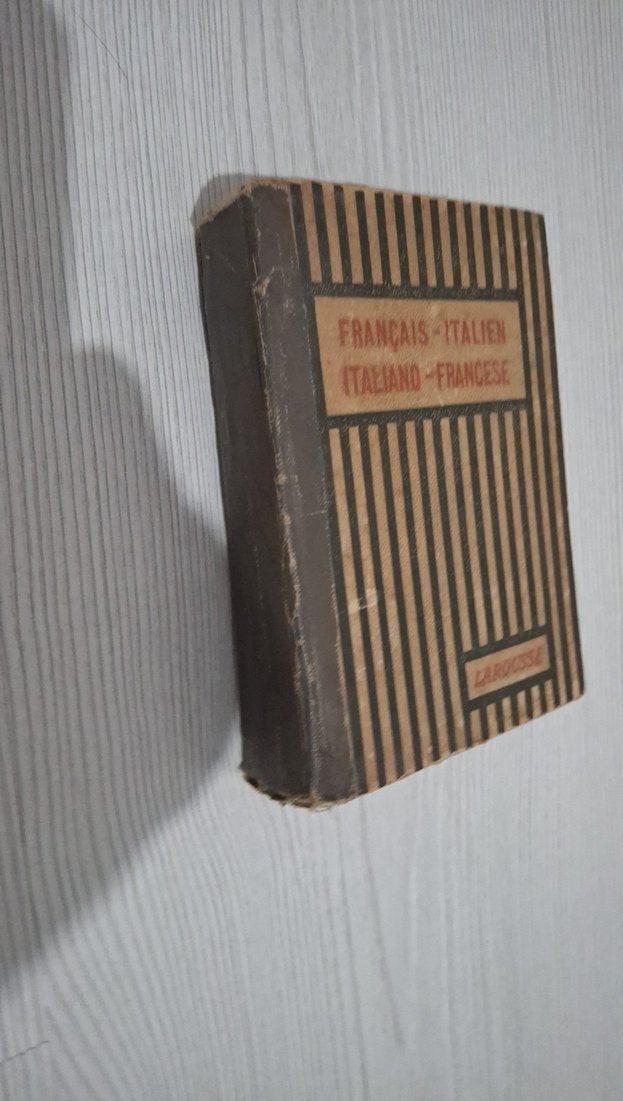 FRANÇAIS - ITALIEN
ITALIANO - FRANCESE
LAROUSSE